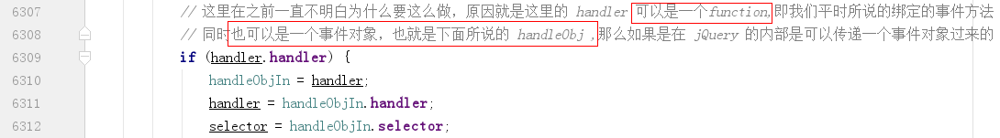 6307 // 这里在之前一直不明白为什么要这么做，原因就是这里的 handler 可以是一个function,即我们平时所说的绑定的事件方法
6308 // 同时也可以是一个事件对象，也就是下面所说的 handleObj ,那么如果是在 jQuery 的内部是可以传递一个事件对象过来的
6309 if (handler.handler) {
6310 handleObjIn = handler;
6311 handler = handleObjIn.handler;
6312 selector = handleObjIn.selector;